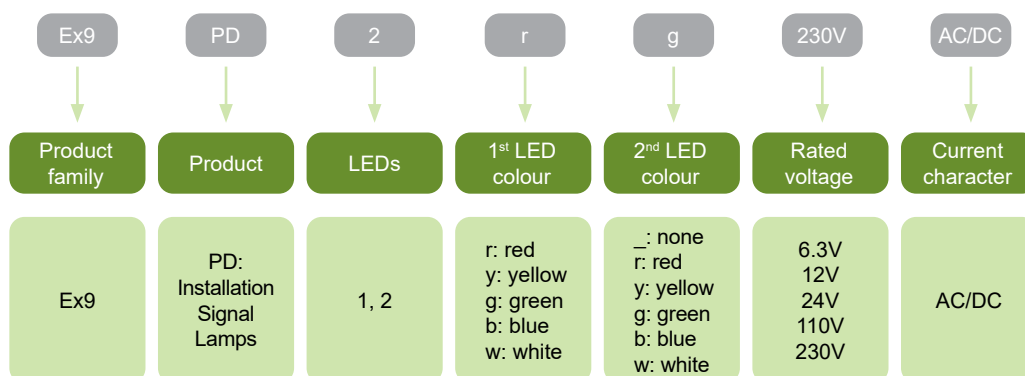 Ex9 PD 2 r g 230V AC/DC
Product family
Product
LEDs
1st LED colour
2nd LED colour
Rated voltage
Current character
Ex9
PD:
Installation
Signal
Lamps
1, 2
r: red
y: yellow
g: green
b: blue
w: white
_: none
r: red
y: yellow
g: green
b: blue
w: white
6.3V
12V
24V
110V
230V
AC/DC